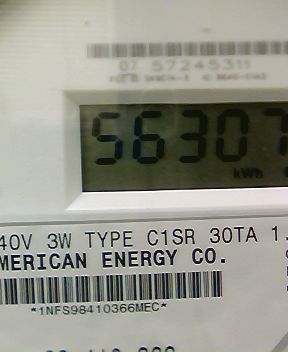 07 57245311
56307
kWh
40V 3W TYPE C1SR 30TA 1.
MERICAN ENERGY CO.
*1NFS98410366MEC*